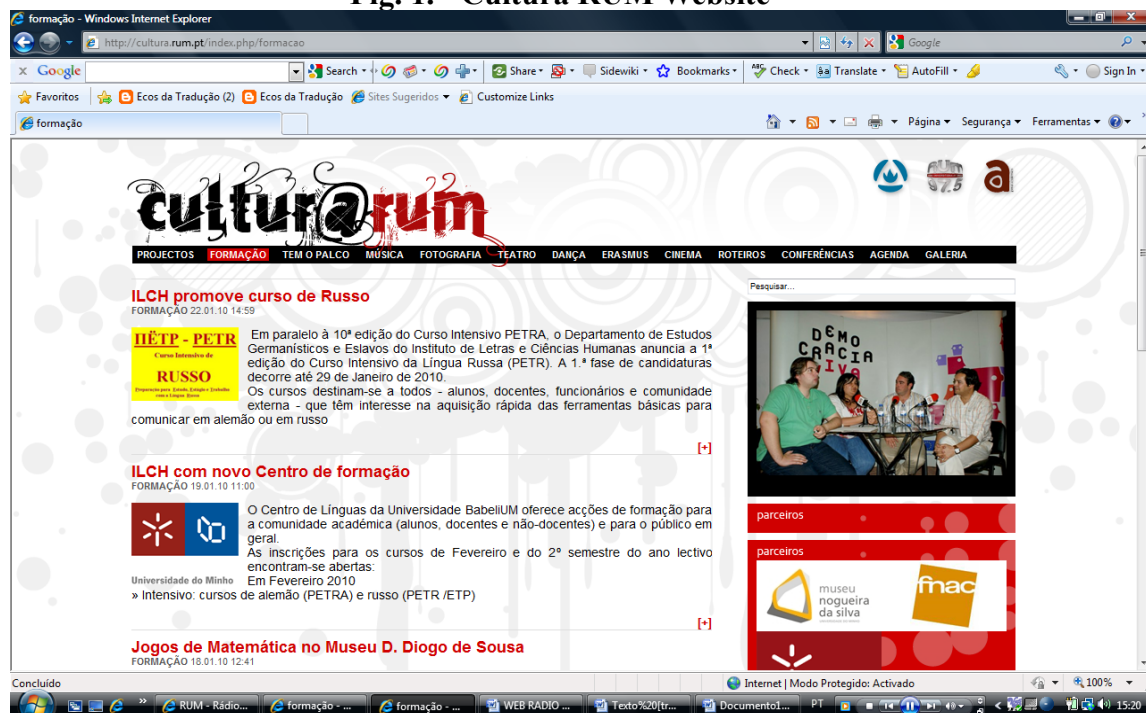 Fig. 1. Cultura RUM Website
formação - Windows Internet Explorer
http://cultura.rum.pt/index.php/formacao
Google
x Google
Search
Share
Sidewiki
Bookmarks
Check
Translate
AutoFill
Sign In
Favoritos
Ecos da Tradução (2)
Ecos da Tradução
Sites Sugeridos
Customize Links
formação
Página
Segurança
Ferramentas
cultur@rum
97.5
a
PROJECTOS FORMAÇÃO TEM O PALCO MÚSICA FOTOGRAFIA TEATRO DANÇA ERASMUS CINEMA ROTEIROS CONFERÊNCIAS AGENDA GALERIA
Pesquisar...
ILCH promove curso de Russo
FORMAÇÃO 22.01.10 14:59
ПЁТР - PETR
Curso Intensivo de
RUSSO
Em paralelo à 10ª edição do Curso Intensivo PETRA, o Departamento de Estudos
Germanísticos e Eslavos do Instituto de Letras e Ciências Humanas anuncia a 1ª
edição do Curso Intensivo da Língua Russa (PETR). A 1.ª fase de candidaturas
decorre até 29 de Janeiro de 2010.
Os cursos destinam-se a todos - alunos, docentes, funcionários e comunidade
externa - que têm interesse na aquisição rápida das ferramentas básicas para
comunicar em alemão ou em russo
[+]
DEMO
CRACIA
ILCH com novo Centro de formação
FORMAÇÃO 19.01.10 11:00
Universidade do Minho
O Centro de Línguas da Universidade BabeliUM oferece acções de formação para
a comunidade académica (alunos, docentes e não-docentes) e para o público em
geral.
As inscrições para os cursos de Fevereiro e do 2º semestre do ano lectivo
encontram-se abertas:
Em Fevereiro 2010
» Intensivo: cursos de alemão (PETRA) e russo (PETR /ETP)
[+]
parceiros
parceiros
museu
nogueira
da silva
fnac
Jogos de Matemática no Museu D. Diogo de Sousa
FORMAÇÃO 18.01.10 12:41
Concluído
Internet | Modo Protegido: Activado
100%
RUM - Rádio...
formação - ...
formação - ...
WEB RADIO ...
Texto%20[tr...
Documento1...
PT
15:20